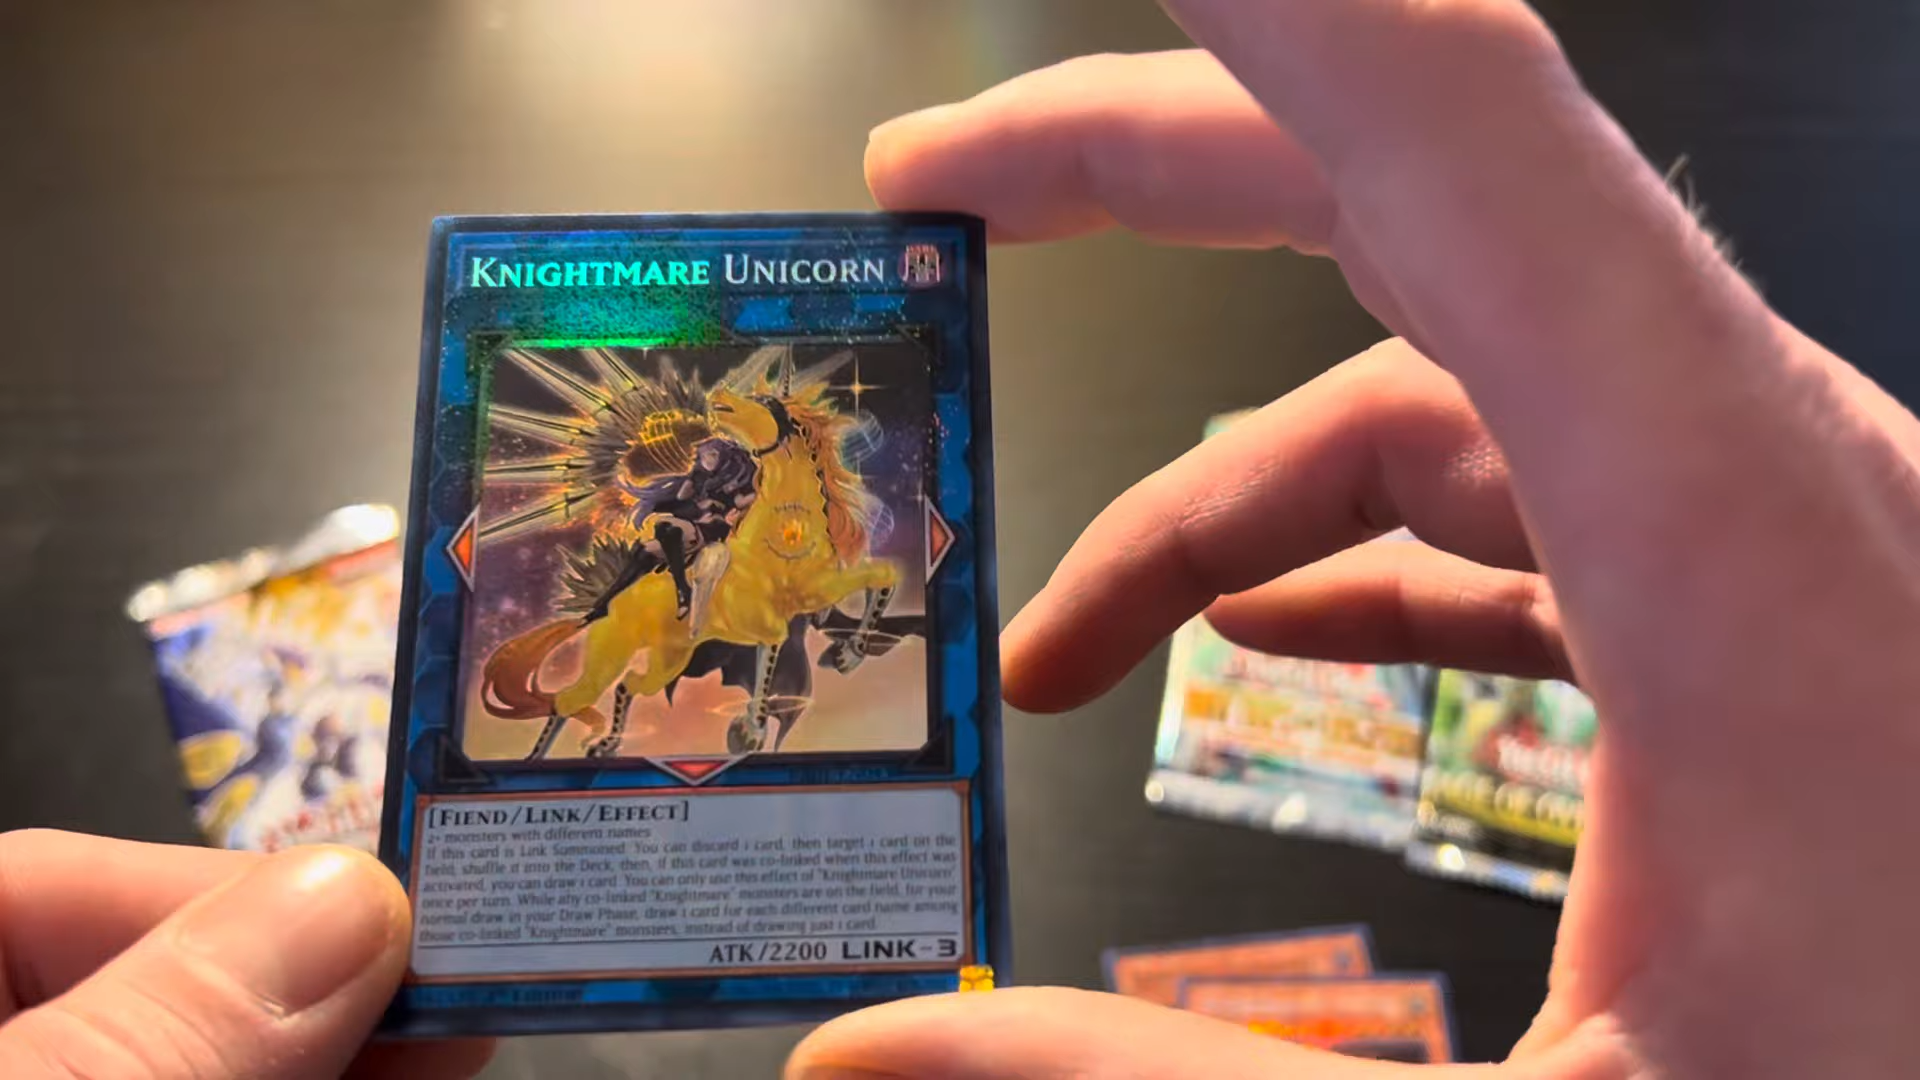 KNIGHTMARE UNICORN
[FIEND/LINK/EFFECT]
2+ monsters with different names
If this card is Link Summoned: You can discard 1 card, then target 1 card on the
field; shuffle it into the Deck, then, if this card was co-linked when this effect was
activated, you can draw 1 card. You can only use this effect of "Knightmare Unicorn"
once per turn. While any co-linked "Knightmare" monsters are on the field, for your
normal draw in your Draw Phase, draw 1 card for each different card name among
those co-linked "Knightmare" monsters, instead of drawing just 1 card.
ATK/2200 LINK-3
1st Edition